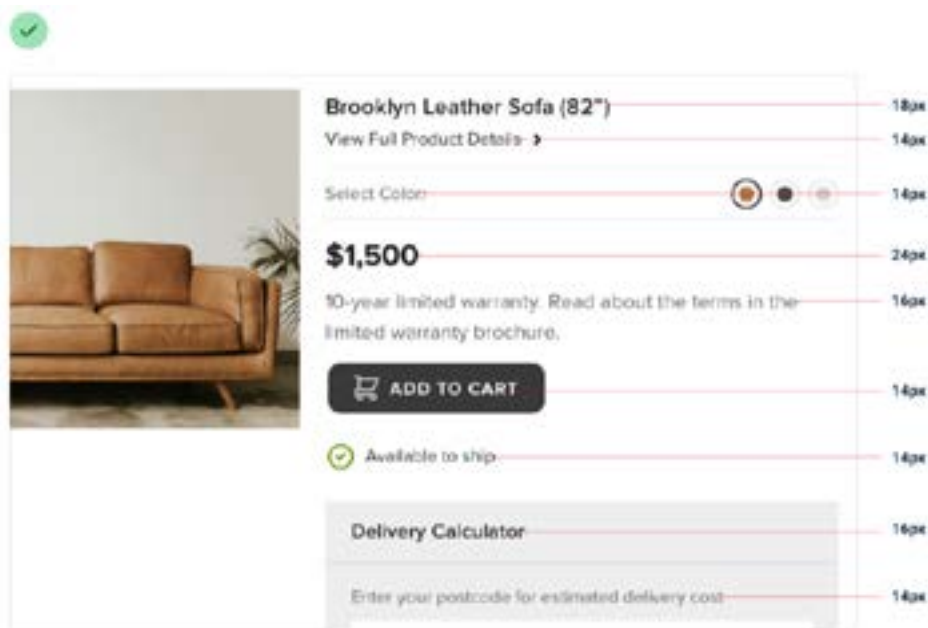 Brooklyn Leather Sofa (82")
18px
View Full Product Details
14px
Select Color:
14px
$1,500
24px
10-year limited warranty. Read about the terms in the
16px
limited warranty brochure.
ADD TO CART
14px
Available to ship
14px
Delivery Calculator
16px
Enter your postcode for estimated delivery cost
14px